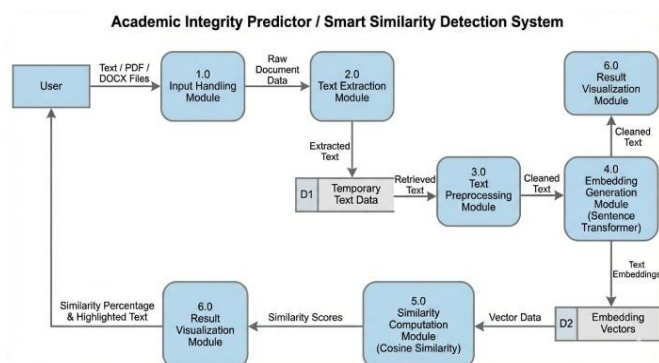 Academic Integrity Predictor / Smart Similarity Detection System
User
Text / PDF /
DOCX Files
1.0
Input Handling
Module
Raw
Document
Data
2.0
Text Extraction
Module
6.0
Result
Visualization
Module
Extracted
Text
Cleaned
Text
D1
Temporary
Text Data
Retrieved
Text
3.0
Text
Preprocessing
Module
Cleaned
Text
4.0
Embedding
Generation
Module
(Sentence
Transformer)
Text
Embeddings
Similarity Percentage
& Highlighted Text
6.0
Result
Visualization
Module
Similarity Scores
5.0
Similarity
Computation
Module
(Cosine Similarity)
Vector Data
D2
Embedding
Vectors